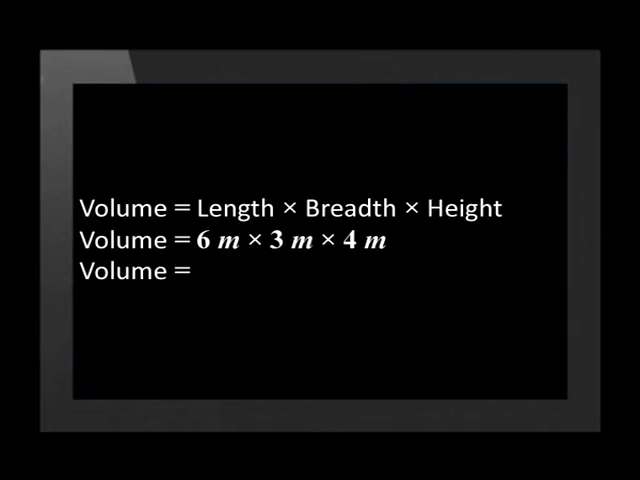 Volume = Length × Breadth × Height
Volume = 6 m × 3 m × 4 m
Volume =